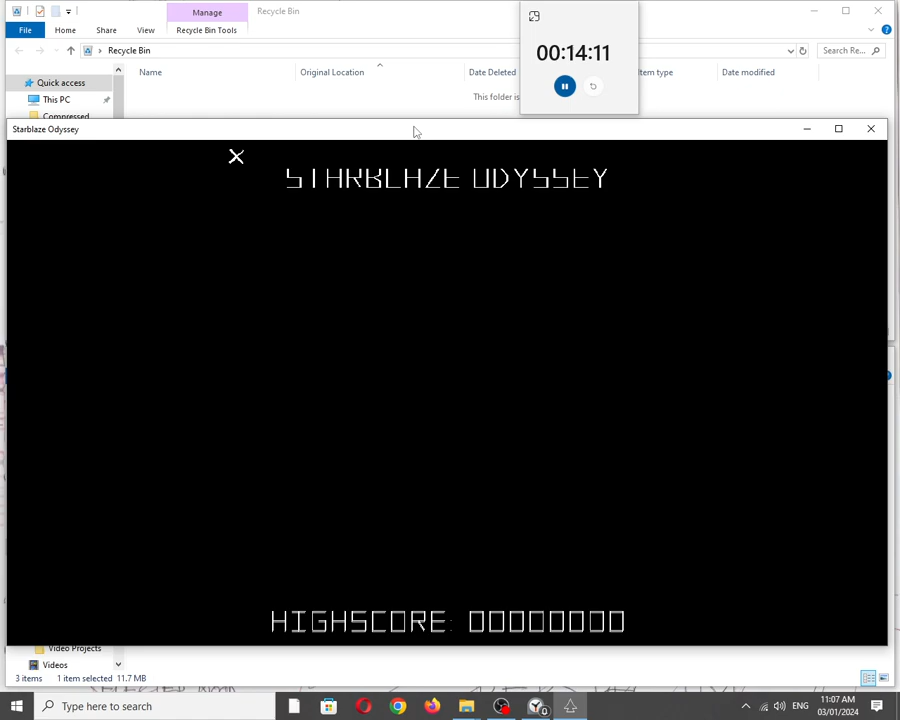 Manage
Recycle Bin
File
Home
Share
View
Recycle Bin Tools
Recycle Bin
Search Re...
00:14:11
Quick access
Name
Original Location
Date Deleted
tem type
Date modified
This PC
This folder is
Compressed
Starblaze Odyssey
STARBLAZE ODYSSEY
HIGHSCORE: 00000000
Video Projects
Videos
3 items
1 item selected 11.7 MB
Type here to search
ENG
11:07 AM
03/01/2024